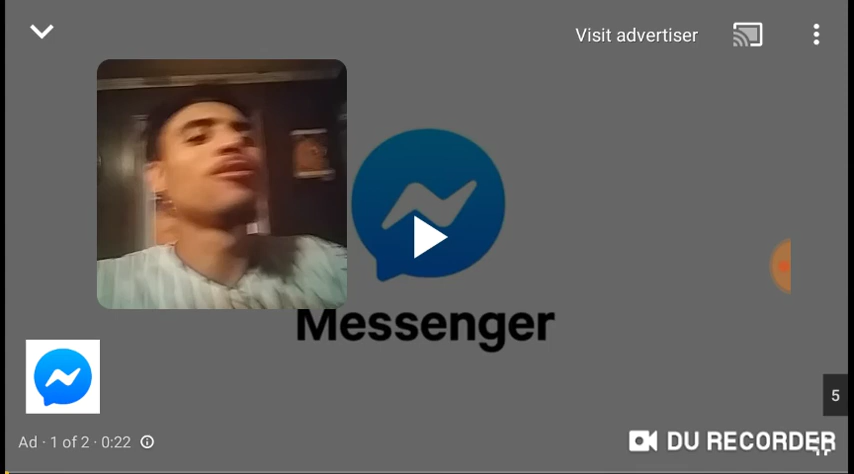 Visit advertiser
Messenger
5
Ad · 1 of 2 · 0:22
DU RECORDER